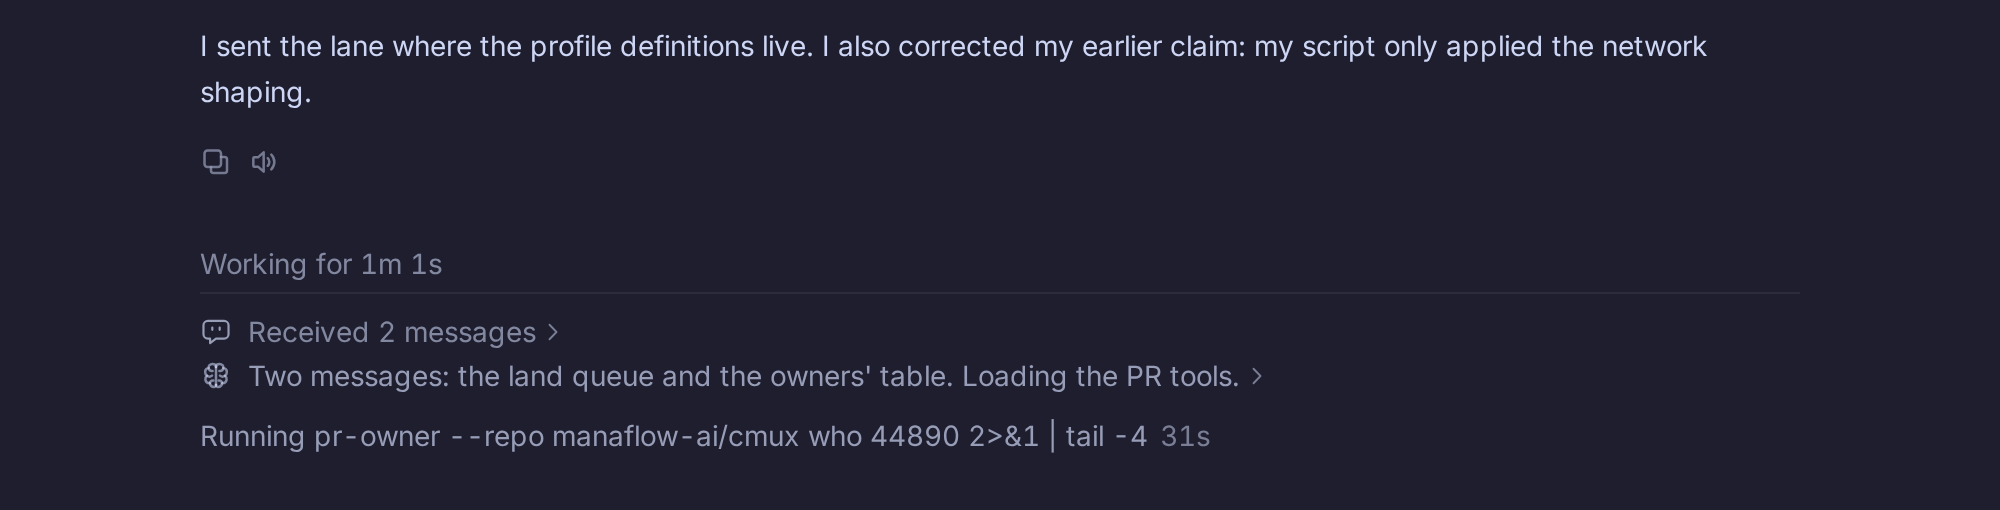 I sent the lane where the profile definitions live. I also corrected my earlier claim: my script only applied the network
shaping.
Working for 1m 1s
Received 2 messages
Two messages: the land queue and the owners' table. Loading the PR tools.
Running pr-owner --repo manaflow-ai/cmux who 44890 2>&1 | tail -4 31s